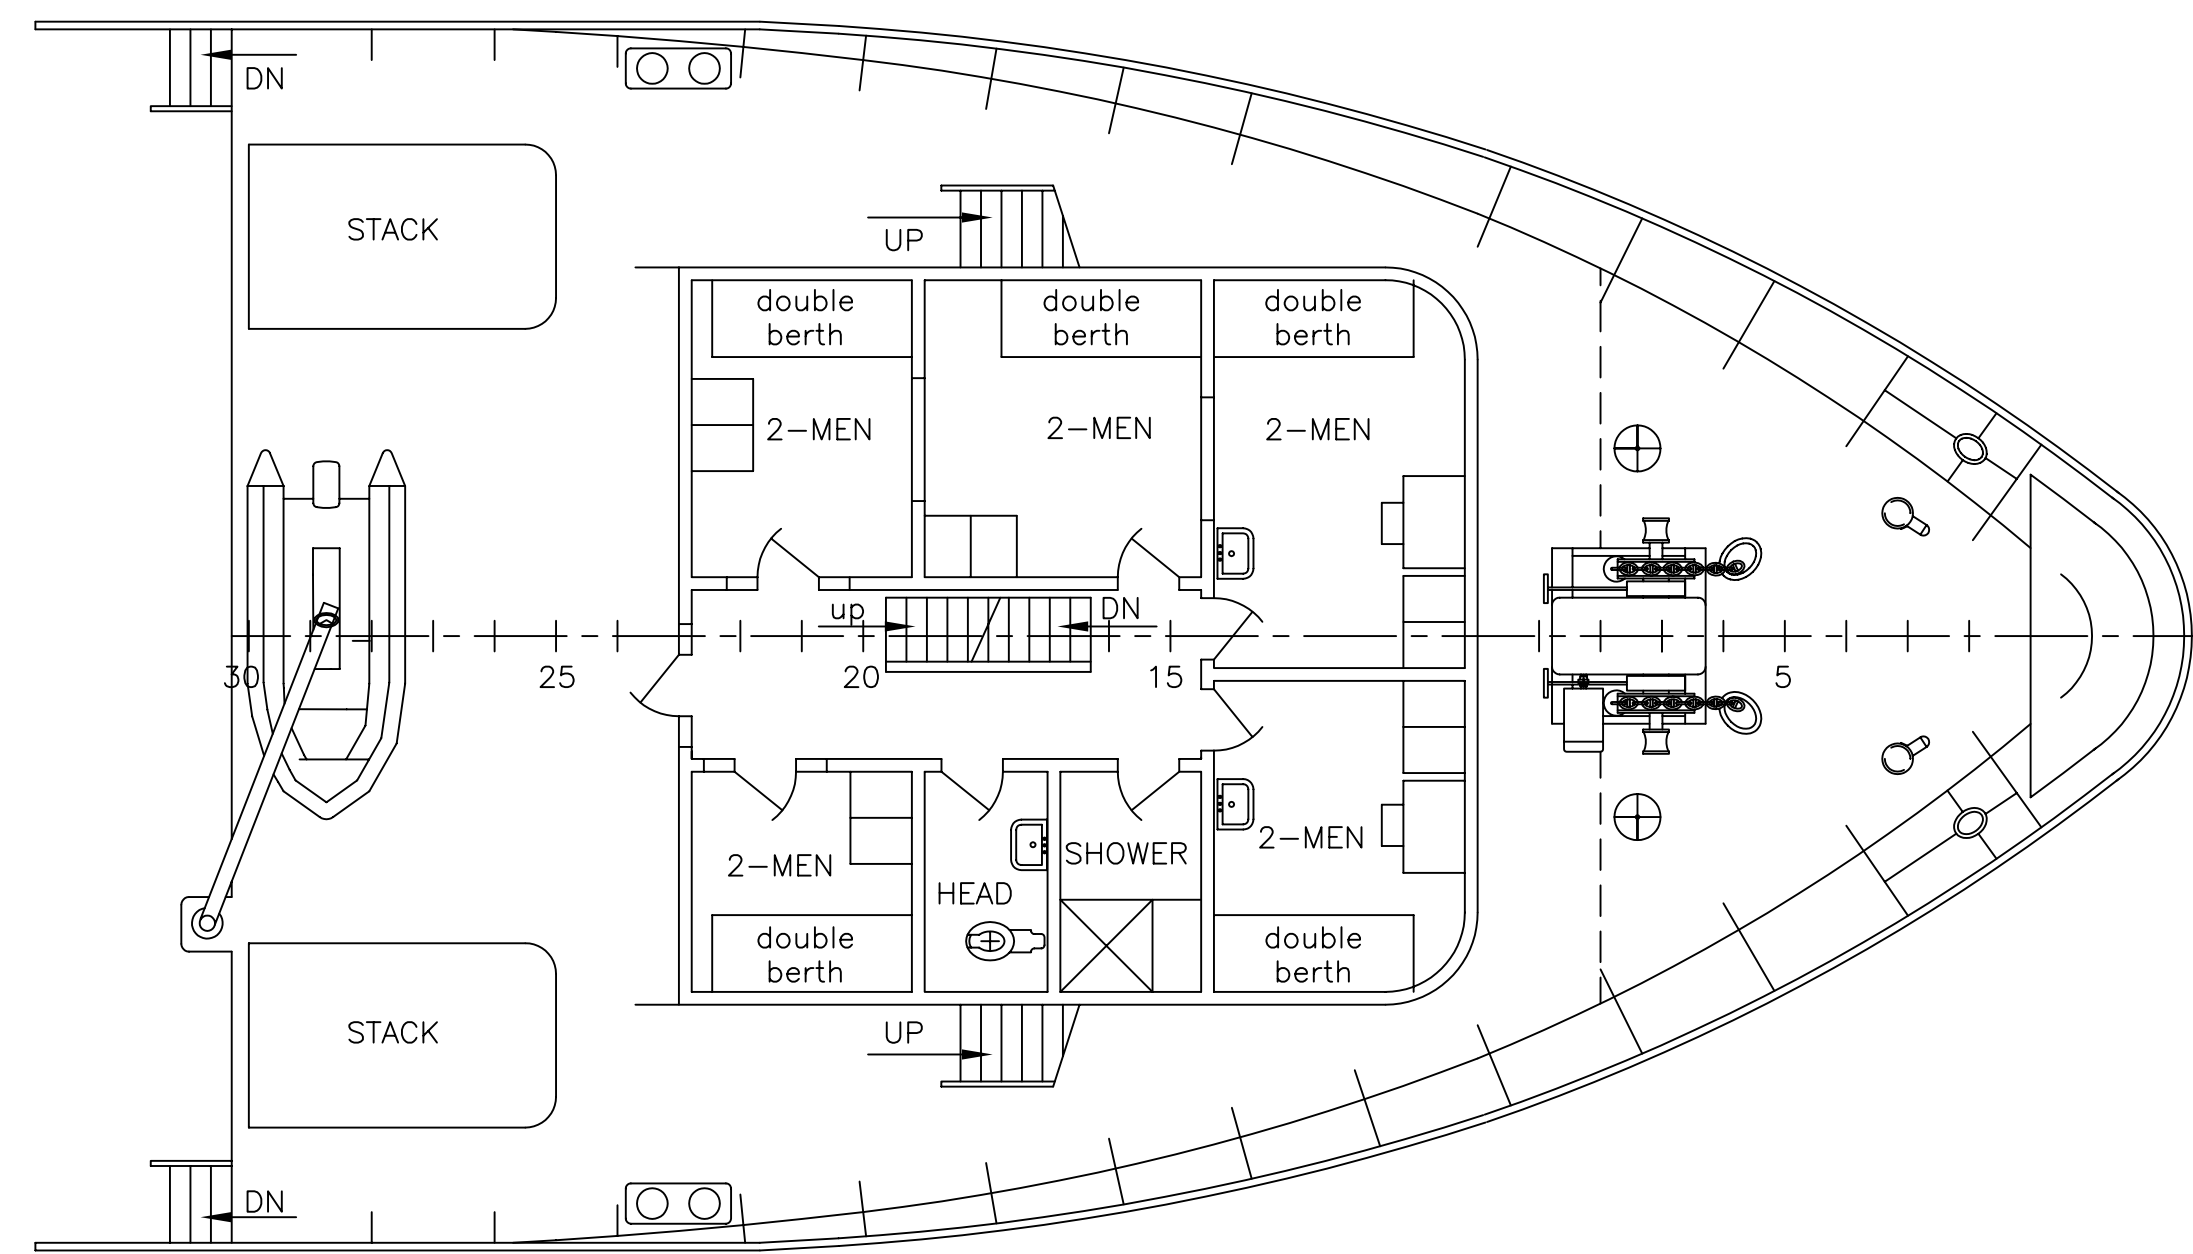 DN
STACK
UP
double
berth
double
berth
double
berth
2-MEN
2-MEN
2-MEN
up
DN
30
25
20
15
5
2-MEN
HEAD
SHOWER
2-MEN
double
berth
double
berth
STACK
UP
DN